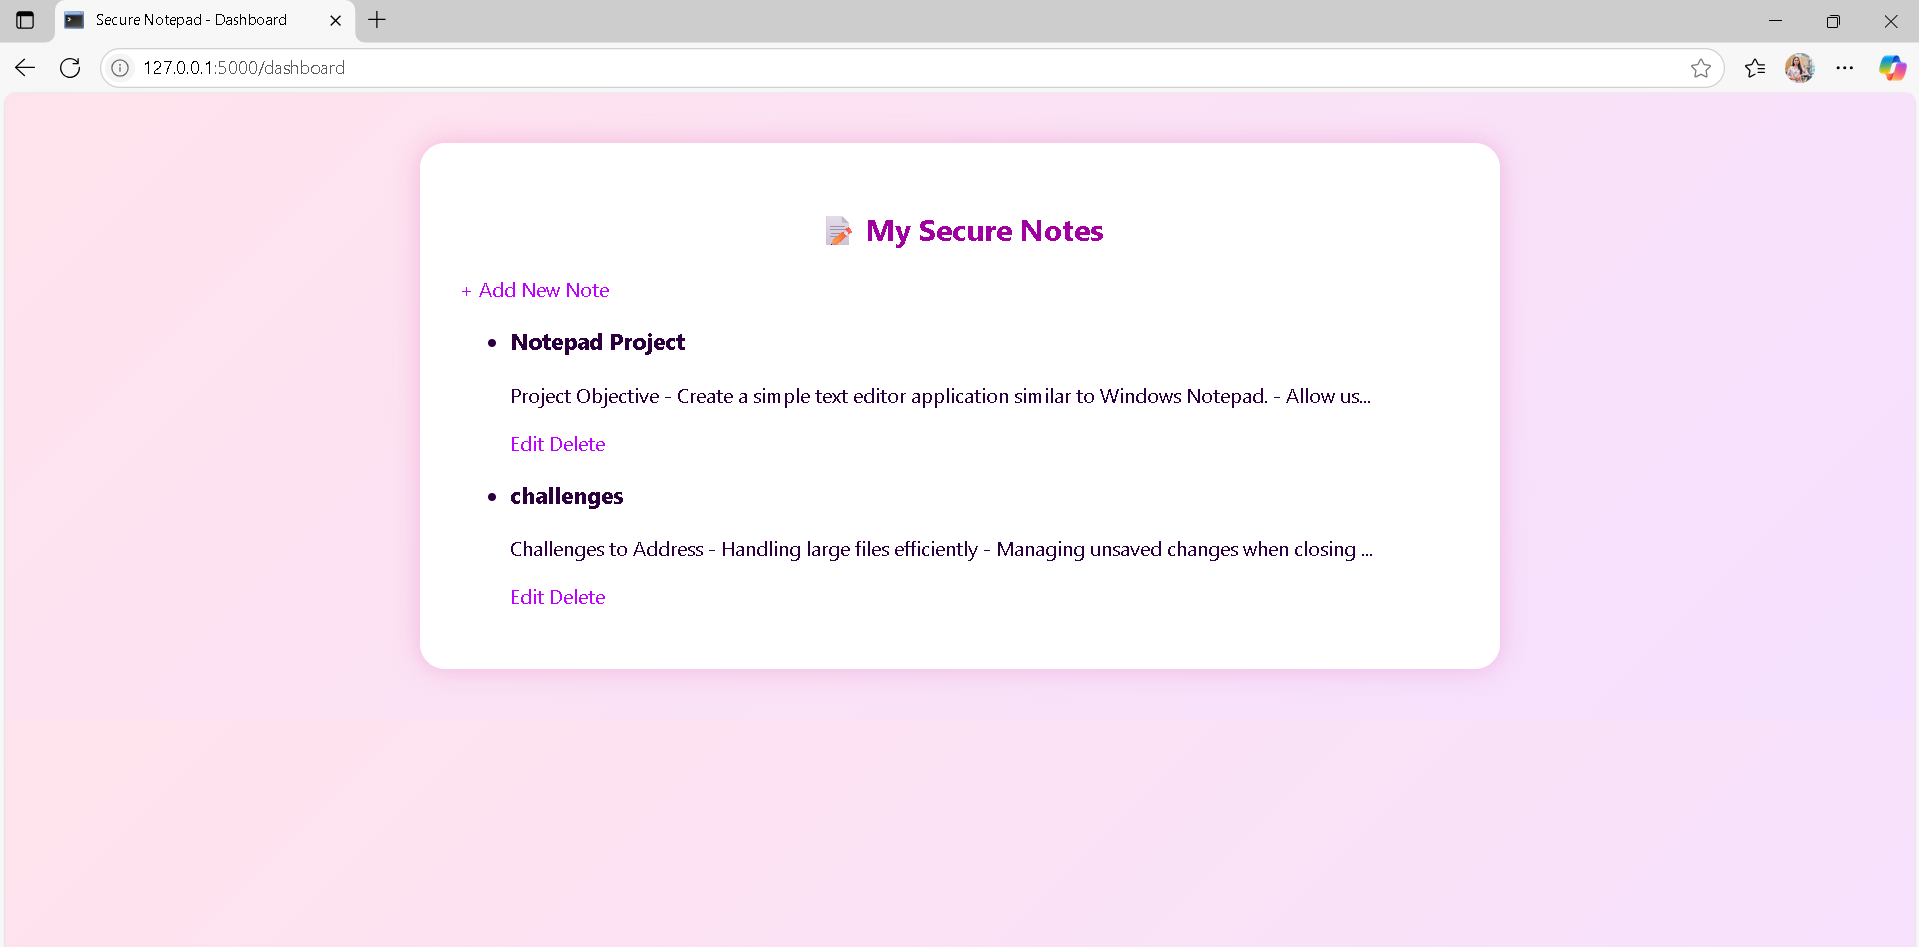 Secure Notepad - Dashboard
127.0.0.1:5000/dashboard
My Secure Notes
+ Add New Note
Notepad Project
Project Objective - Create a simple text editor application similar to Windows Notepad. - Allow us...
Edit Delete
challenges
Challenges to Address - Handling large files efficiently - Managing unsaved changes when closing ...
Edit Delete